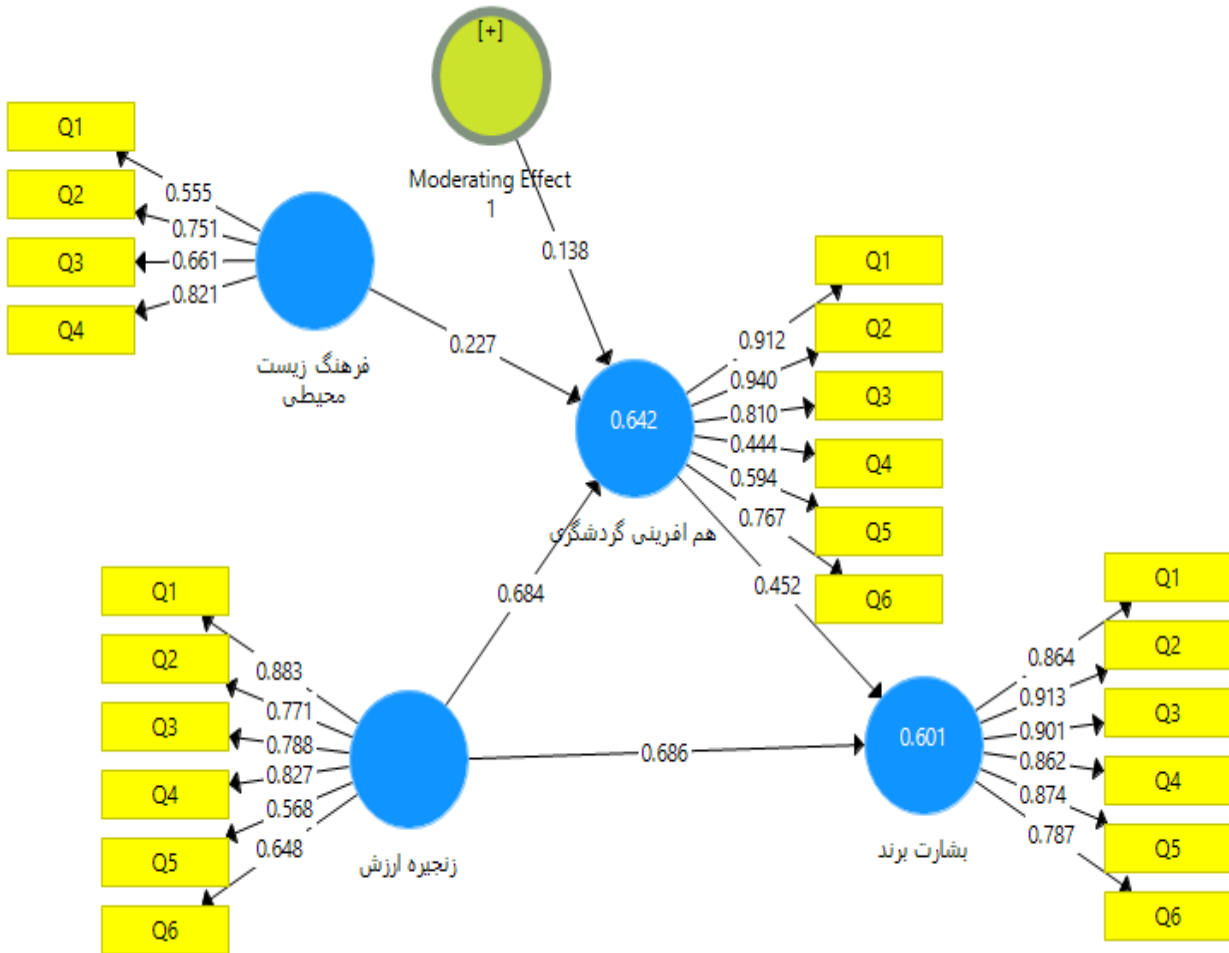 [+]
Moderating Effect
1
0.138
Q1
Q2
Q3
Q4
0.555
0.751
0.661
0.821
فرهنگ زیست
محیطی
0.227
0.642
هم افرینی گردشگری
0.912
0.940
0.810
0.444
0.594
0.767
Q1
Q2
Q3
Q4
Q5
Q6
0.684
0.452
Q1
Q2
Q3
Q4
Q5
Q6
0.883
0.771
0.788
0.827
0.568
0.648
زنجیره ارزش
0.686
0.601
بشارت برند
0.864
0.913
0.901
0.862
0.874
0.787
Q1
Q2
Q3
Q4
Q5
Q6